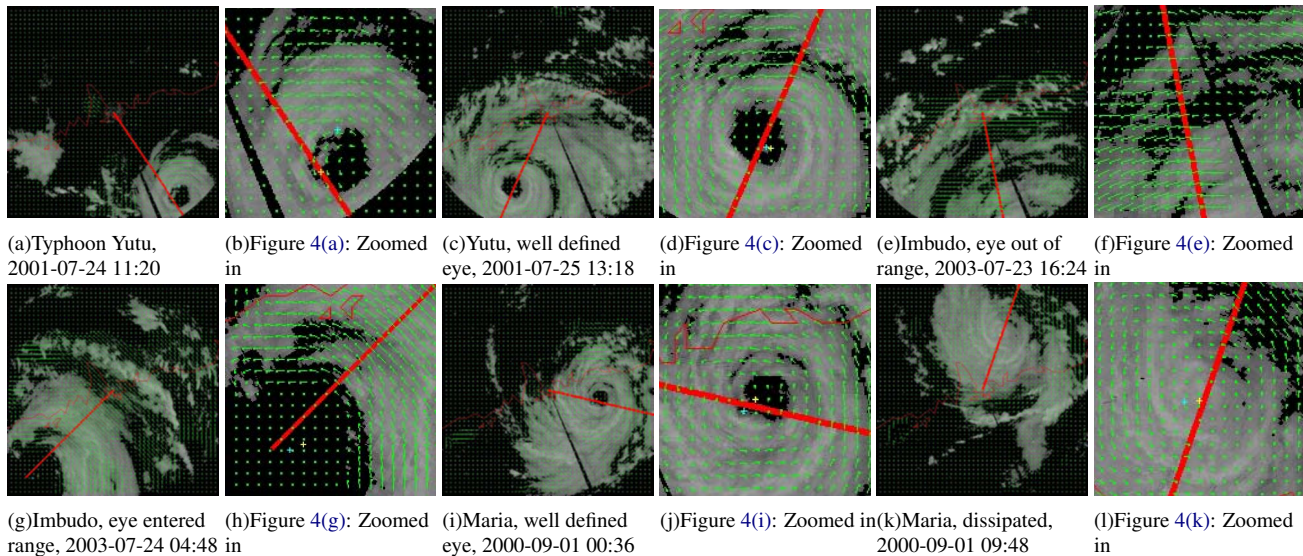 (a)Typhoon Yutu,
2001-07-24 11:20
(b)Figure 4(a): Zoomed
in
(c)Yutu, well defined
eye, 2001-07-25 13:18
(d)Figure 4(c): Zoomed
in
(e)Imbudo, eye out of
range, 2003-07-23 16:24
(f)Figure 4(e): Zoomed
in
(g)Imbudo, eye entered
range, 2003-07-24 04:48
(h)Figure 4(g): Zoomed
in
(i)Maria, well defined
eye, 2000-09-01 00:36
(j)Figure 4(i): Zoomed in
(k)Maria, dissipated,
2000-09-01 09:48
(l)Figure 4(k): Zoomed
in